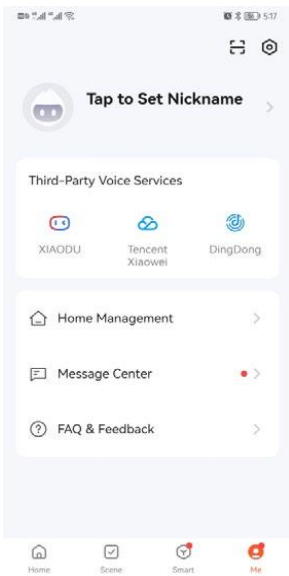 5:17
Tap to Set Nickname
Third-Party Voice Services
XIAODU
Tencent
Xiaowei
DingDong
Home Management
Message Center
FAQ & Feedback
Home
Scene
Smart
Me